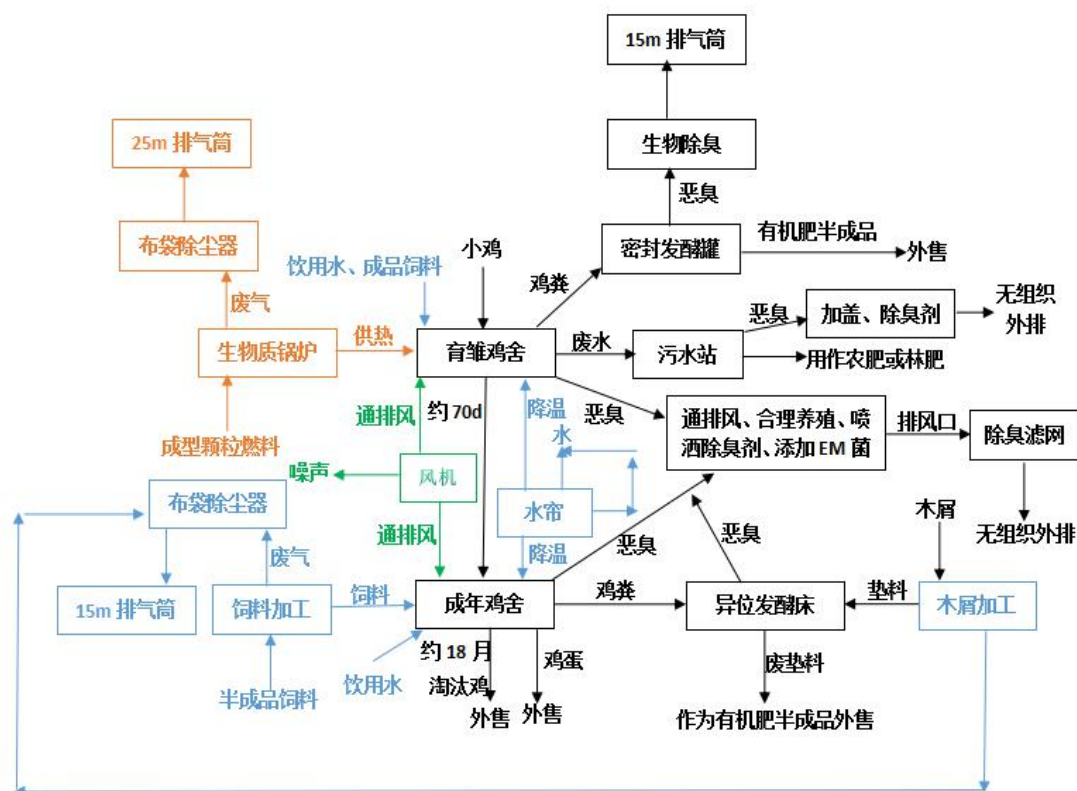 15m 排气筒
25m 排气筒
生物除臭
恶臭
布袋除尘器
小鸡
有机肥半成品
密封发酵罐
外售
饮用水、成品饲料
鸡粪
废气
无组织
外排
恶臭
加盖、除臭剂
供热
废水
生物质锅炉
育雏鸡舍
污水站
用作农肥或林肥
通排风
约 70d
降温
恶臭
水
通排风、合理养殖、喷
洒除臭剂、添加 EM 菌
排风口
除臭滤网
成型颗粒燃料
噪声
风机
布袋除尘器
水帘
木屑
无组织外排
通排风
恶臭
恶臭
废气
降温
15m 排气筒
饲料加工
饲料
成年鸡舍
鸡粪
异位发酵床
垫料
木屑加工
约 18 月
鸡蛋
废垫料
饮用水
淘汰鸡
半成品饲料
外售
外售
作为有机肥半成品外售